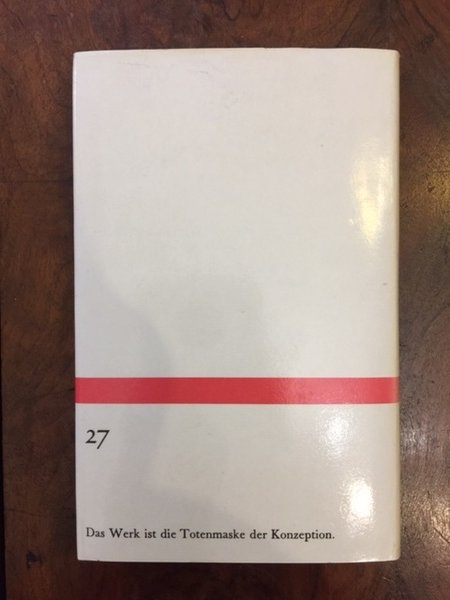 27
Das Werk ist die Totenmaske der Konzeption.